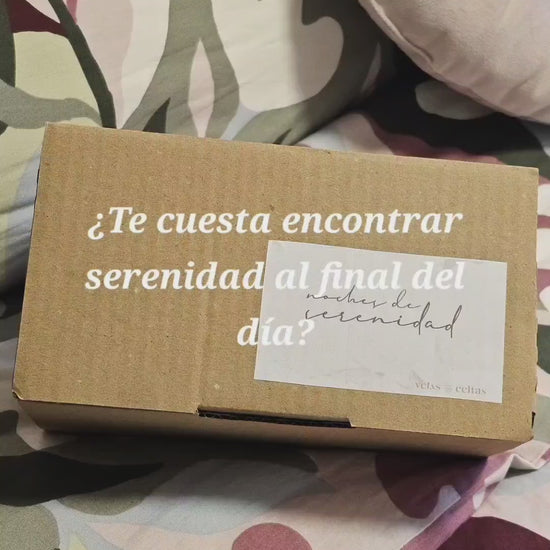 ¿Te cuesta encontrar
serenidad al final del
día?
noches de
serenidad
velas celtas